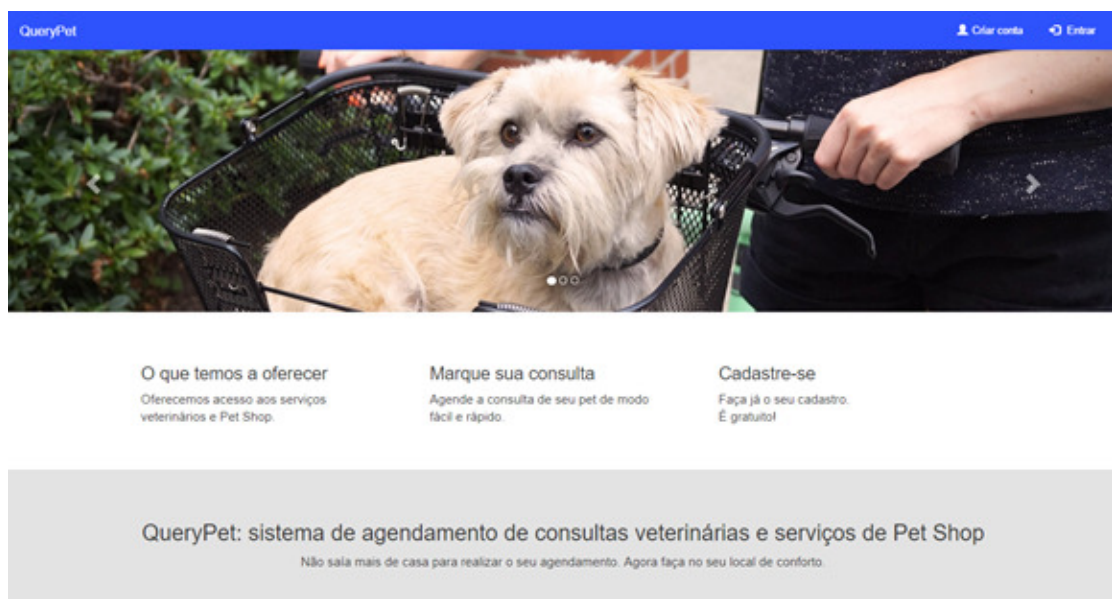 QueryPet
Criar conta
Entrar
O que temos a oferecer
Oferecemos acesso aos serviços
veterinários e Pet Shop.
Marque sua consulta
Agende a consulta de seu pet de modo
fácil e rápido.
Cadastre-se
Faça já o seu cadastro.
É gratuito!
QueryPet: sistema de agendamento de consultas veterinárias e serviços de Pet Shop
Não saia mais de casa para realizar o seu agendamento. Agora faça no seu local de conforto.